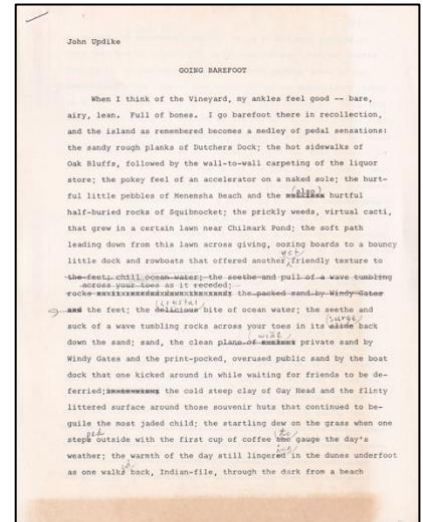 John Updike
GOING BAREFOOT
When I think of the Vineyard, my ankles feel good -- bare,
airy, lean. Full of bones. I go barefoot there in recollection,
and the island as remembered becomes a medley of pedal sensations:
the sandy rough planks of Dutchers Dock; the hot sidewalks of
Oak Bluffs, followed by the wall-to-wall carpeting of the liquor
store; the pokey feel of an accelerator on a naked sole; the hurt-
(also)
ful little pebbles of Menensha Beach and the hurtful
half-buried rocks of Squibnocket; the prickly weeds, virtual cacti,
that grew in a certain lawn near Chilmark Pond; the soft path
leading down from this lawn across giving, oozing boards to a bouncy
yet
little dock and rowboats that offered another friendly texture to
the feet; chill ocean water; the seethe and pull of a wave tumbling
across your toes as it receded;
rocks the packed sand by Windy Gates
(crustal)
and the feet; the delicious bite of ocean water; the seethe and
(surge)
suck of a wave tumbling rocks across your toes in its slide back
wide
down the sand; sand, the clean plane of private sand by
Windy Gates and the print-pocked, overused public sand by the boat
dock that one kicked around in while waiting for friends to be de-
ferried; the cold steep clay of Gay Head and the flinty
littered surface around those souvenir huts that continued to be-
guile the most jaded child; the startling dew on the grass when one
ped (to)
steps outside with the first cup of coffee gauge the day's
ing
weather; the warmth of the day still lingered in the dunes underfoot
ed
as one walks back, Indian-file, through the dark from a beach